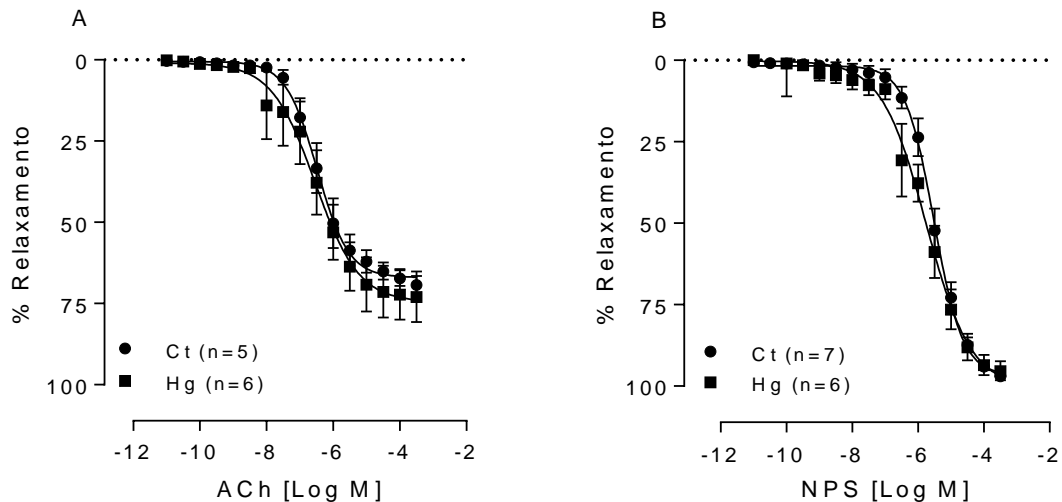 A
0
25
50
75
100
% Relaxamento
Ct (n=5)
Hg (n=6)
-12 -10 -8 -6 -4 -2
ACh [Log M]
B
0
25
50
75
100
% Relaxamento
Ct (n=7)
Hg (n=6)
-12 -10 -8 -6 -4 -2
NPS [Log M]